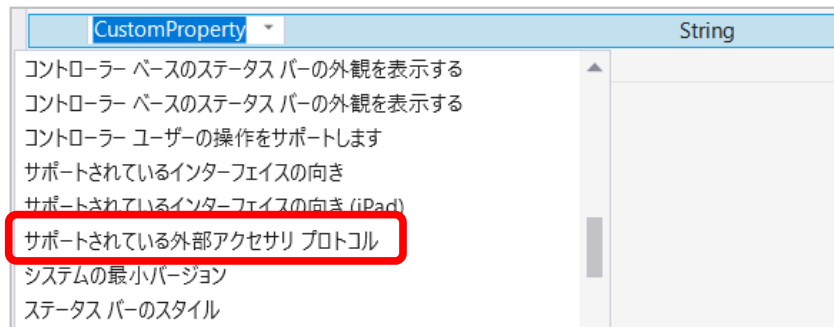 CustomProperty String
コントローラー ベースのステータス バーの外観を表示する
コントローラー ベースのステータス バーの外観を表示する
コントローラー ユーザーの操作をサポートします
サポートされているインターフェイスの向き
サポートされているインターフェイスの向き (iPad)
サポートされている外部アクセサリ プロトコル
システムの最小バージョン
ステータス バーのスタイル